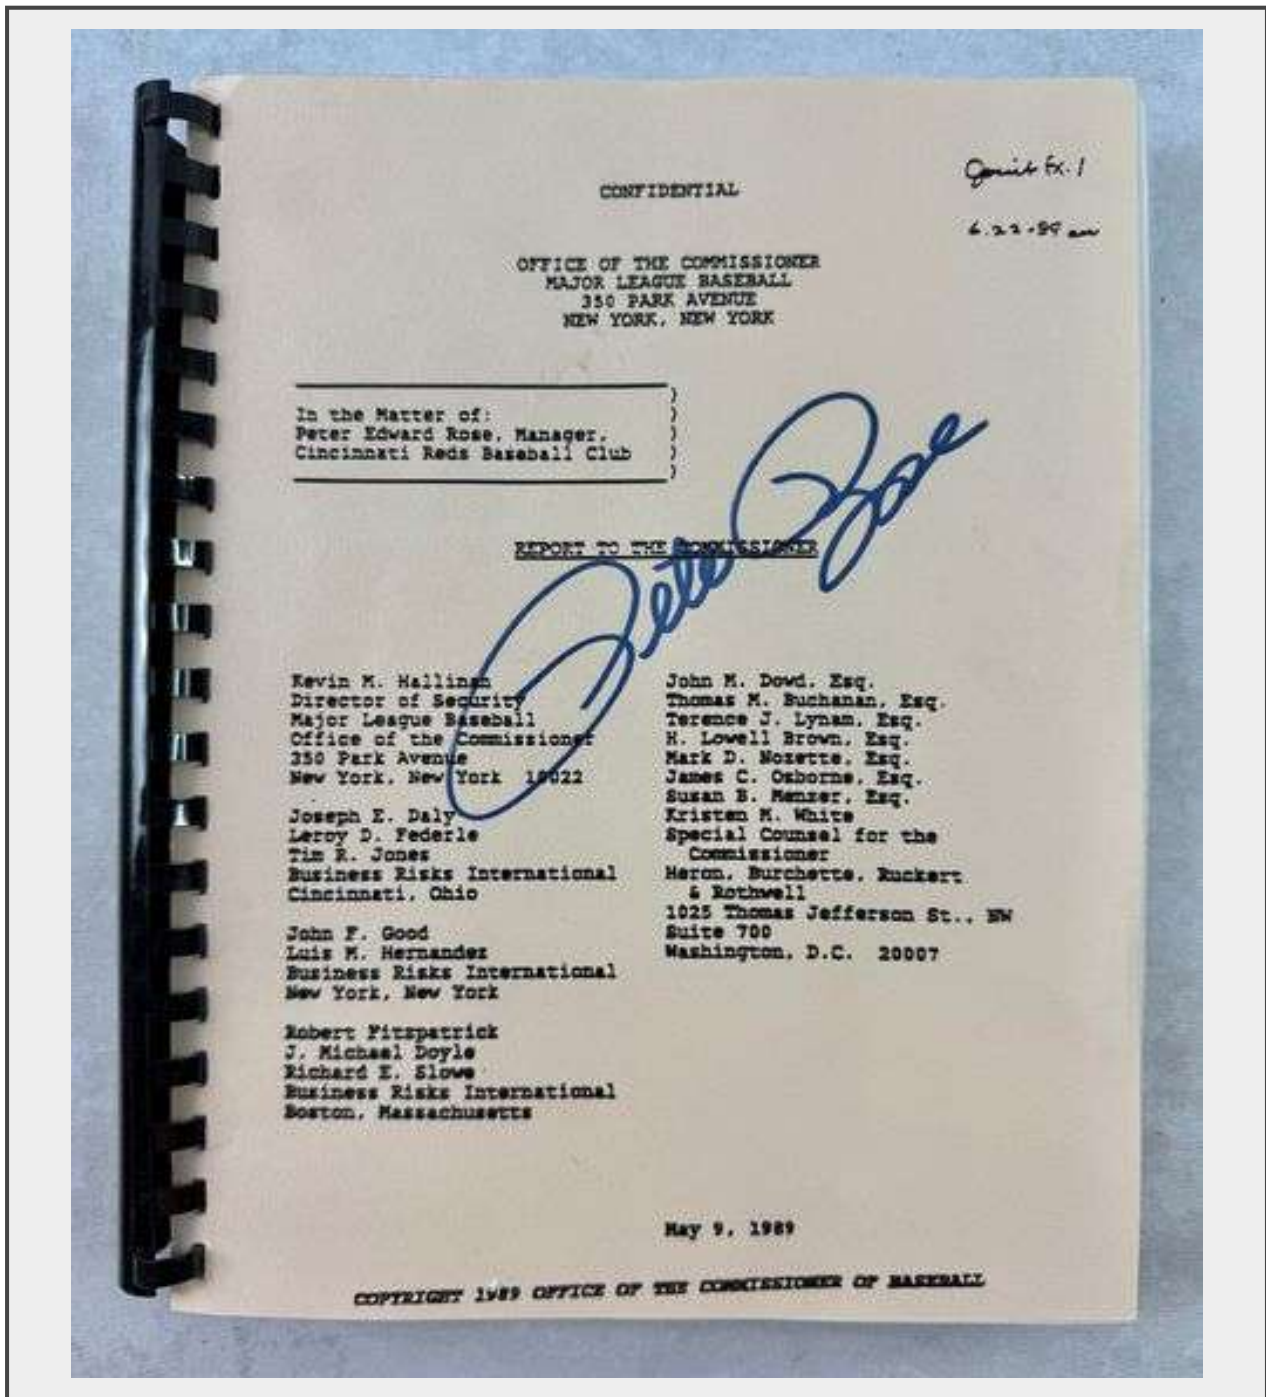 Joint Ex. 1
6.22.89 am
CONFIDENTIAL
OFFICE OF THE COMMISSIONER
MAJOR LEAGUE BASEBALL
350 PARK AVENUE
NEW YORK, NEW YORK
In the Matter of:
Peter Edward Rose, Manager,
Cincinnati Reds Baseball Club
Pete Rose
REPORT TO THE COMMISSIONER
Kevin M. Hallinan
Director of Security
Major League Baseball
Office of the Commissioner
350 Park Avenue
New York, New York 10022
Joseph E. Daly
Leroy D. Federle
Tim R. Jones
Business Risks International
Cincinnati, Ohio
John F. Good
Luis M. Hernandez
Business Risks International
New York, New York
Robert Fitzpatrick
J. Michael Doyle
Richard E. Slowe
Business Risks International
Boston, Massachusetts
John M. Dowd, Esq.
Thomas M. Buchanan, Esq.
Terence J. Lynam, Esq.
H. Lowell Brown, Esq.
Mark D. Nozette, Esq.
James C. Osborne, Esq.
Susan B. Menzer, Esq.
Kristen M. White
Special Counsel for the
Commissioner
Heron, Burchette, Ruckert
& Rothwell
1025 Thomas Jefferson St., NW
Suite 700
Washington, D.C. 20007
May 9, 1989
COPYRIGHT 1989 OFFICE OF THE COMMISSIONER OF BASEBALL